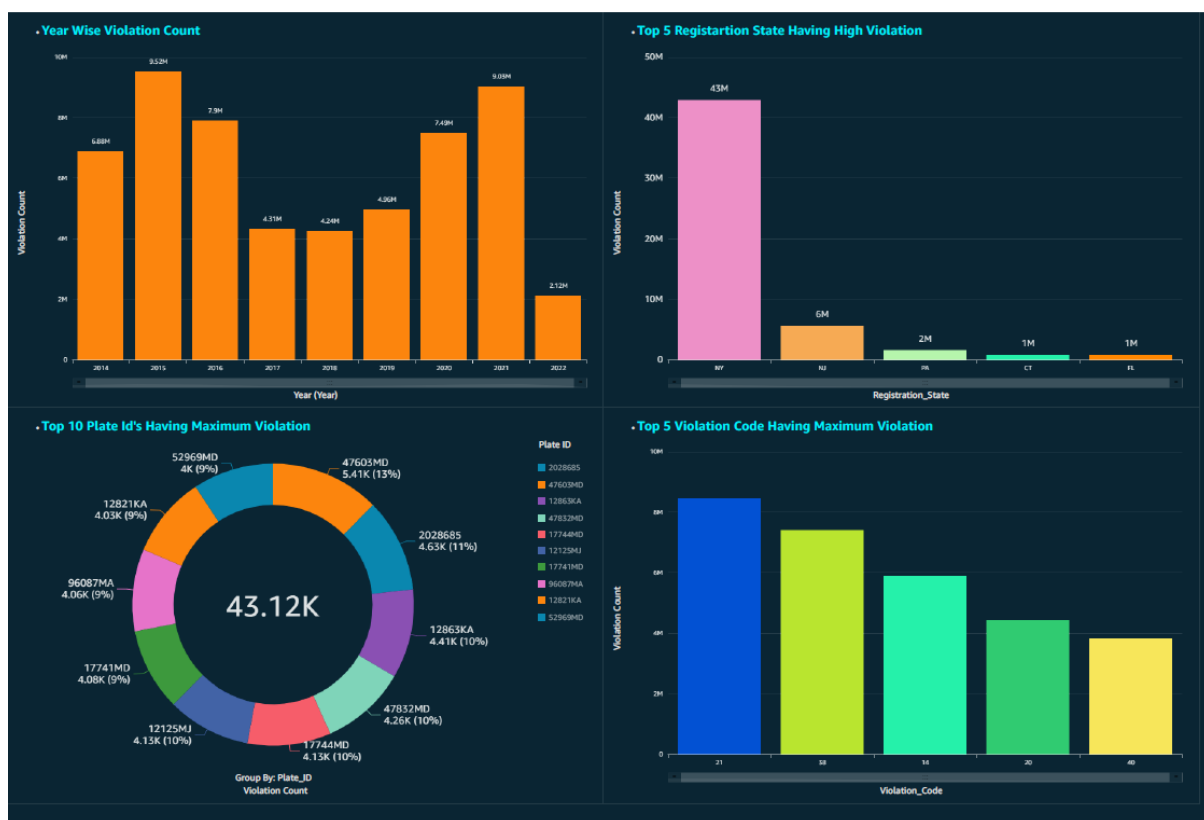 Year Wise Violation Count
10M
8M
6M
4M
2M
0
6.88M
9.52M
7.9M
4.31M
4.24M
4.96M
7.49M
9.03M
2.12M
2014
2015
2016
2017
2018
2019
2020
2021
2022
Violation Count
Year (Year)
Top 5 Registartion State Having High Violation
50M
40M
30M
20M
10M
0
43M
6M
2M
1M
1M
NY
NJ
PA
CT
FL
Violation Count
Registration_State
Top 10 Plate Id's Having Maximum Violation
52969MD
4K (9%)
47603MD
5.41K (13%)
12821KA
4.03K (9%)
2028685
4.63K (11%)
96087MA
4.06K (9%)
12863KA
4.41K (10%)
17741MD
4.08K (9%)
47832MD
4.26K (10%)
12125MJ
4.13K (10%)
17744MD
4.13K (10%)
43.12K
Group By: Plate_ID
Violation Count
Plate ID
2028685
47603MD
12863KA
47832MD
17744MD
12125MJ
17741MD
96087MA
12821KA
52969MD
Top 5 Violation Code Having Maximum Violation
10M
8M
6M
4M
2M
0
21
14
20
40
Violation Count
Violation_Code